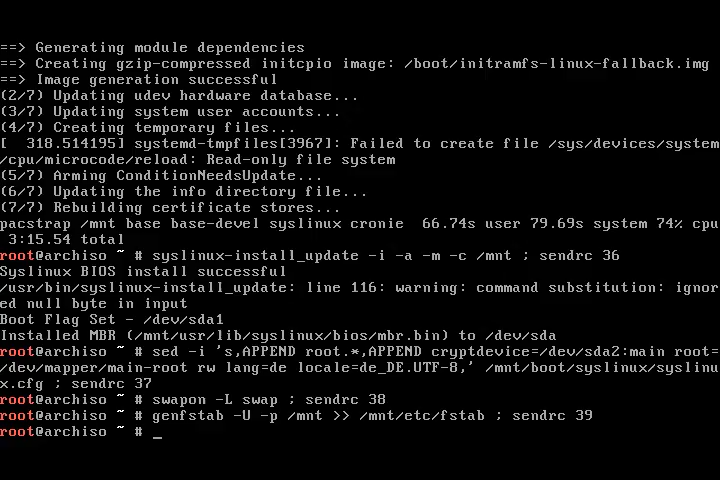 ==> Generating module dependencies
==> Creating gzip-compressed initcpio image: /boot/initramfs-linux-fallback.img
==> Image generation successful
(2/7) Updating udev hardware database...
(3/7) Updating system user accounts...
(4/7) Creating temporary files...
[  318.514195] systemd-tmpfiles[3967]: Failed to create file /sys/devices/system
/cpu/microcode/reload: Read-only file system
(5/7) Arming ConditionNeedsUpdate...
(6/7) Updating the info directory file...
(7/7) Rebuilding certificate stores...
pacstrap /mnt base base-devel syslinux cronie  66.74s user 79.69s system 74% cpu
 3:15.54 total
root@archiso ~ # syslinux-install_update -i -a -m -c /mnt ; sendrc 36
Syslinux BIOS install successful
/usr/bin/syslinux-install_update: line 116: warning: command substitution: ignor
ed null byte in input
Boot Flag Set - /dev/sda1
Installed MBR (/mnt/usr/lib/syslinux/bios/mbr.bin) to /dev/sda
root@archiso ~ # sed -i 's,APPEND root.*,APPEND cryptdevice=/dev/sda2:main root=
/dev/mapper/main-root rw lang=de locale=de_DE.UTF-8,' /mnt/boot/syslinux/syslinu
x.cfg ; sendrc 37
root@archiso ~ # swapon -L swap ; sendrc 38
root@archiso ~ # genfstab -U -p /mnt >> /mnt/etc/fstab ; sendrc 39
root@archiso ~ # _